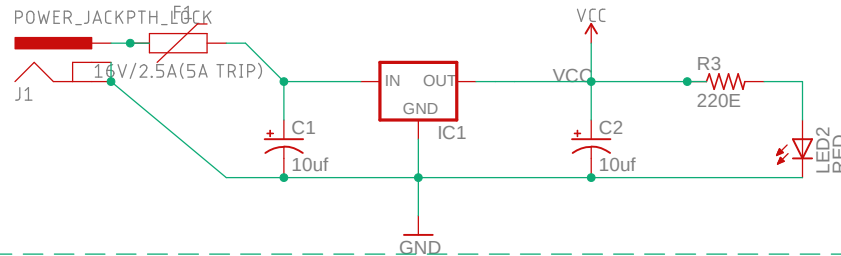 POWER_JACKPTH_LOCK
F1
16V/2.5A(5A TRIP)
J1
VCC
IN
OUT
GND
IC1
VCC
R3
220E
C1
10uf
C2
10uf
LED2
RED
GND